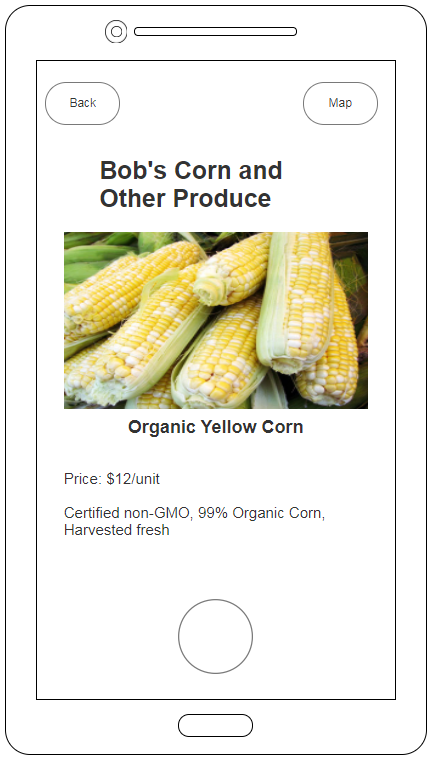 Back
Map
Bob's Corn and
Other Produce
Organic Yellow Corn
Price: $12/unit
Certified non-GMO, 99% Organic Corn,
Harvested fresh